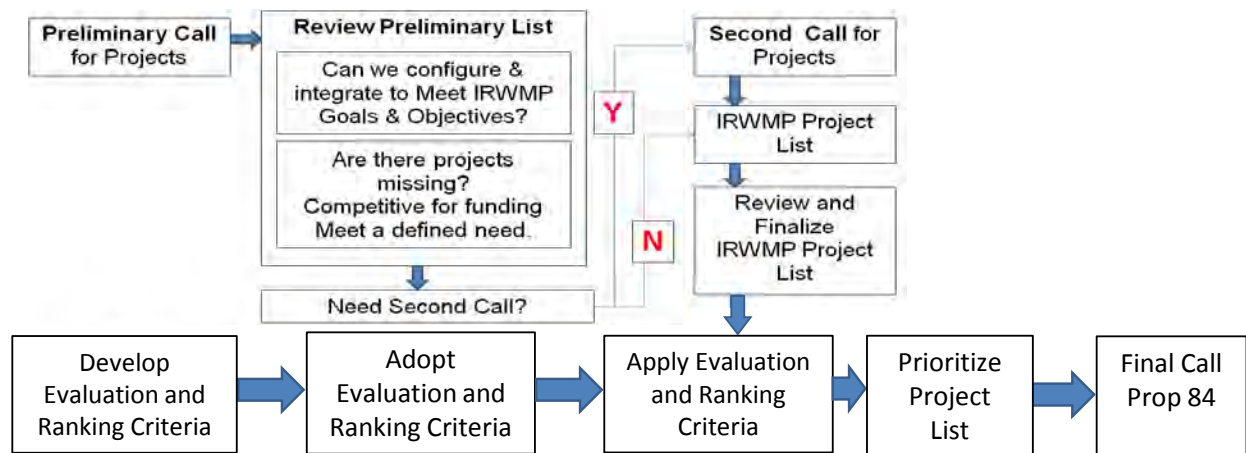 Preliminary Call
for Projects
Review Preliminary List
Can we configure &
integrate to Meet IRWMP
Goals & Objectives?
Are there projects
missing?
Competitive for funding
Meet a defined need.
Need Second Call?
Y
N
Second Call for
Projects
IRWMP Project
List
Review and
Finalize
IRWMP Project
List
Develop
Evaluation and
Ranking Criteria
Adopt
Evaluation and
Ranking Criteria
Apply Evaluation
and Ranking
Criteria
Prioritize
Project
List
Final Call
Prop 84